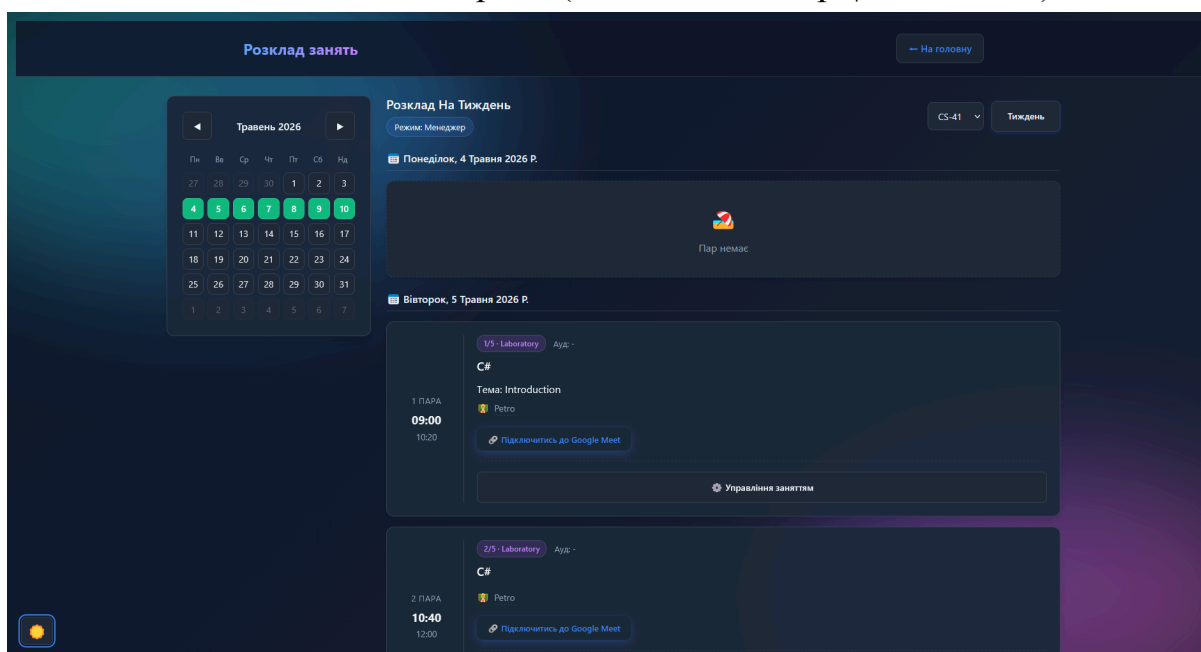 Розклад занять
← На головну
◄ Травень 2026 ►
Пн Вв Ср Чт Пт Сб Нд
27 28 29 30 1 2 3
4 5 6 7 8 9 10
11 12 13 14 15 16 17
18 19 20 21 22 23 24
25 26 27 28 29 30 31
1 2 3 4 5 6 7
Розклад На Тиждень
Режим: Менеджер
CS-41
Тиждень
Понеділок, 4 Травня 2026 Р.
Пар немає
Вівторок, 5 Травня 2026 Р.
1 ПАРА
09:00
10:20
1/5 · Laboratory Ауд: -
C#
Тема: Introduction
Petro
Підключитись до Google Meet
Управління заняттям
2 ПАРА
10:40
12:00
2/5 · Laboratory Ауд: -
C#
Petro
Підключитись до Google Meet